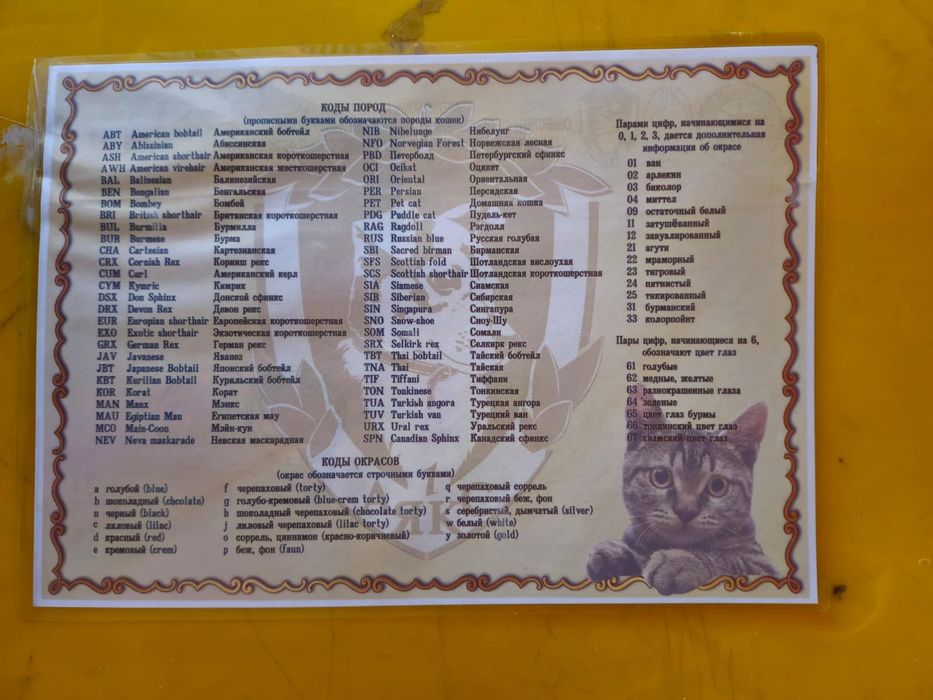 КОДЫ ПОРОД
(прописными буквами обозначаются породы кошек)
ABT American bobtail Американский бобтейл
ABY Abissinian Абиссинская
ASH American shorthair Американская короткошерстная
AWH American virehair Американская жесткошерстная
BAL Balinesian Балинезийская
BEN Bengalian Бенгальская
BOM Bombey Бомбей
BRI British shorthair Британская короткошерстная
BUL Burmilla Бурмилла
BUR Burmese Бурма
CHA Cartesian Картезианская
CRX Cornish Rex Корниш рекс
CUM Curl Американский керл
CYM Kymric Кимрик
DSX Don Sphinx Донской сфинкс
DRX Devon Rex Девон рекс
EUR Europian shorthair Европейская короткошерстная
EXO Exotic shorthair Экзотическая короткошерстная
GRX German Rex Герман рекс
JAV Javanese Яванез
JBT Japanese Bobtail Японский бобтейл
KBT Kurilian Bobtail Курильский бобтейл
KOR Korat Корат
MAN Manx Мэнкс
MAU Egiptian Mau Египетская мау
MCO Main-Coon Мэйн-кун
NEV Neva maskarade Невская маскарадная
NIB Nibelunge Нибелунг
NFO Norvegian Forest Норвежская лесная
PBD Петерболд Петербургский сфинкс
OCI Ocikat Оцикет
ORI Oriental Ориентальная
PER Persian Персидская
PET Pet cat Домашняя кошка
PDG Puddle cat Пудель-кет
RAG Ragdoll Рэгдолл
RUS Russian blue Русская голубая
SBI Sacred birman Бирманская
SFS Scottish fold Шотландская вислоухая
SCS Scottish shorthair Шотландская короткошерстная
SIA Siamese Сиамская
SIB Siberian Сибирская
SIN Singapura Сингапура
SNO Snow-shoe Сноу-Шу
SOM Somali Сомали
SRX Selkirk rex Селкирк рекс
TBT Thai bobtail Тайский бобтейл
TNA Thai Тайская
TIF Tiffani Тиффани
TON Tonkinese Тонкинская
TUA Turkish angora Турецкая ангора
TUV Turkish van Турецкий ван
URX Ural rex Уральский рекс
SPN Canadian Sphinx Канадский сфинкс
Парами цифр, начинающимися на
0, 1, 2, 3, дается дополнительная
информация об окрасе
01 ван
02 арлекин
03 биколор
04 миттед
09 остаточный белый
11 затушёванный
12 завуалированный
21 агути
22 мраморный
23 тигровый
24 пятнистый
25 тикированный
31 бурманский
33 колорпойнт
Пары цифр, начинающиеся на 6,
обозначают цвет глаз
61 голубые
62 медные, желтые
63 разнокрашенные глаза
64 зеленые
65 цвет глаз бурмы
66 тонкинский цвет глаз
67 сиамский цвет глаз
КОДЫ ОКРАСОВ
(окрас обозначается строчными буквами)
a голубой (blue)
b шоколадный (chcolate)
n черный (black)
c лиловый (lilac)
d красный (red)
e кремовый (crem)
f черепаховый (torty)
g голубо-кремовый (blue-crem torty)
h шоколадный черепаховый (chocolate torty)
j лиловый черепаховый (lilac torty)
o соррель, циннамон (красно-коричневый)
p беж, фон (faun)
q черепаховый соррель
r черепаховый беж, фон
s серебристый, дымчатый (silver)
w белый (white)
y золотой (gold)